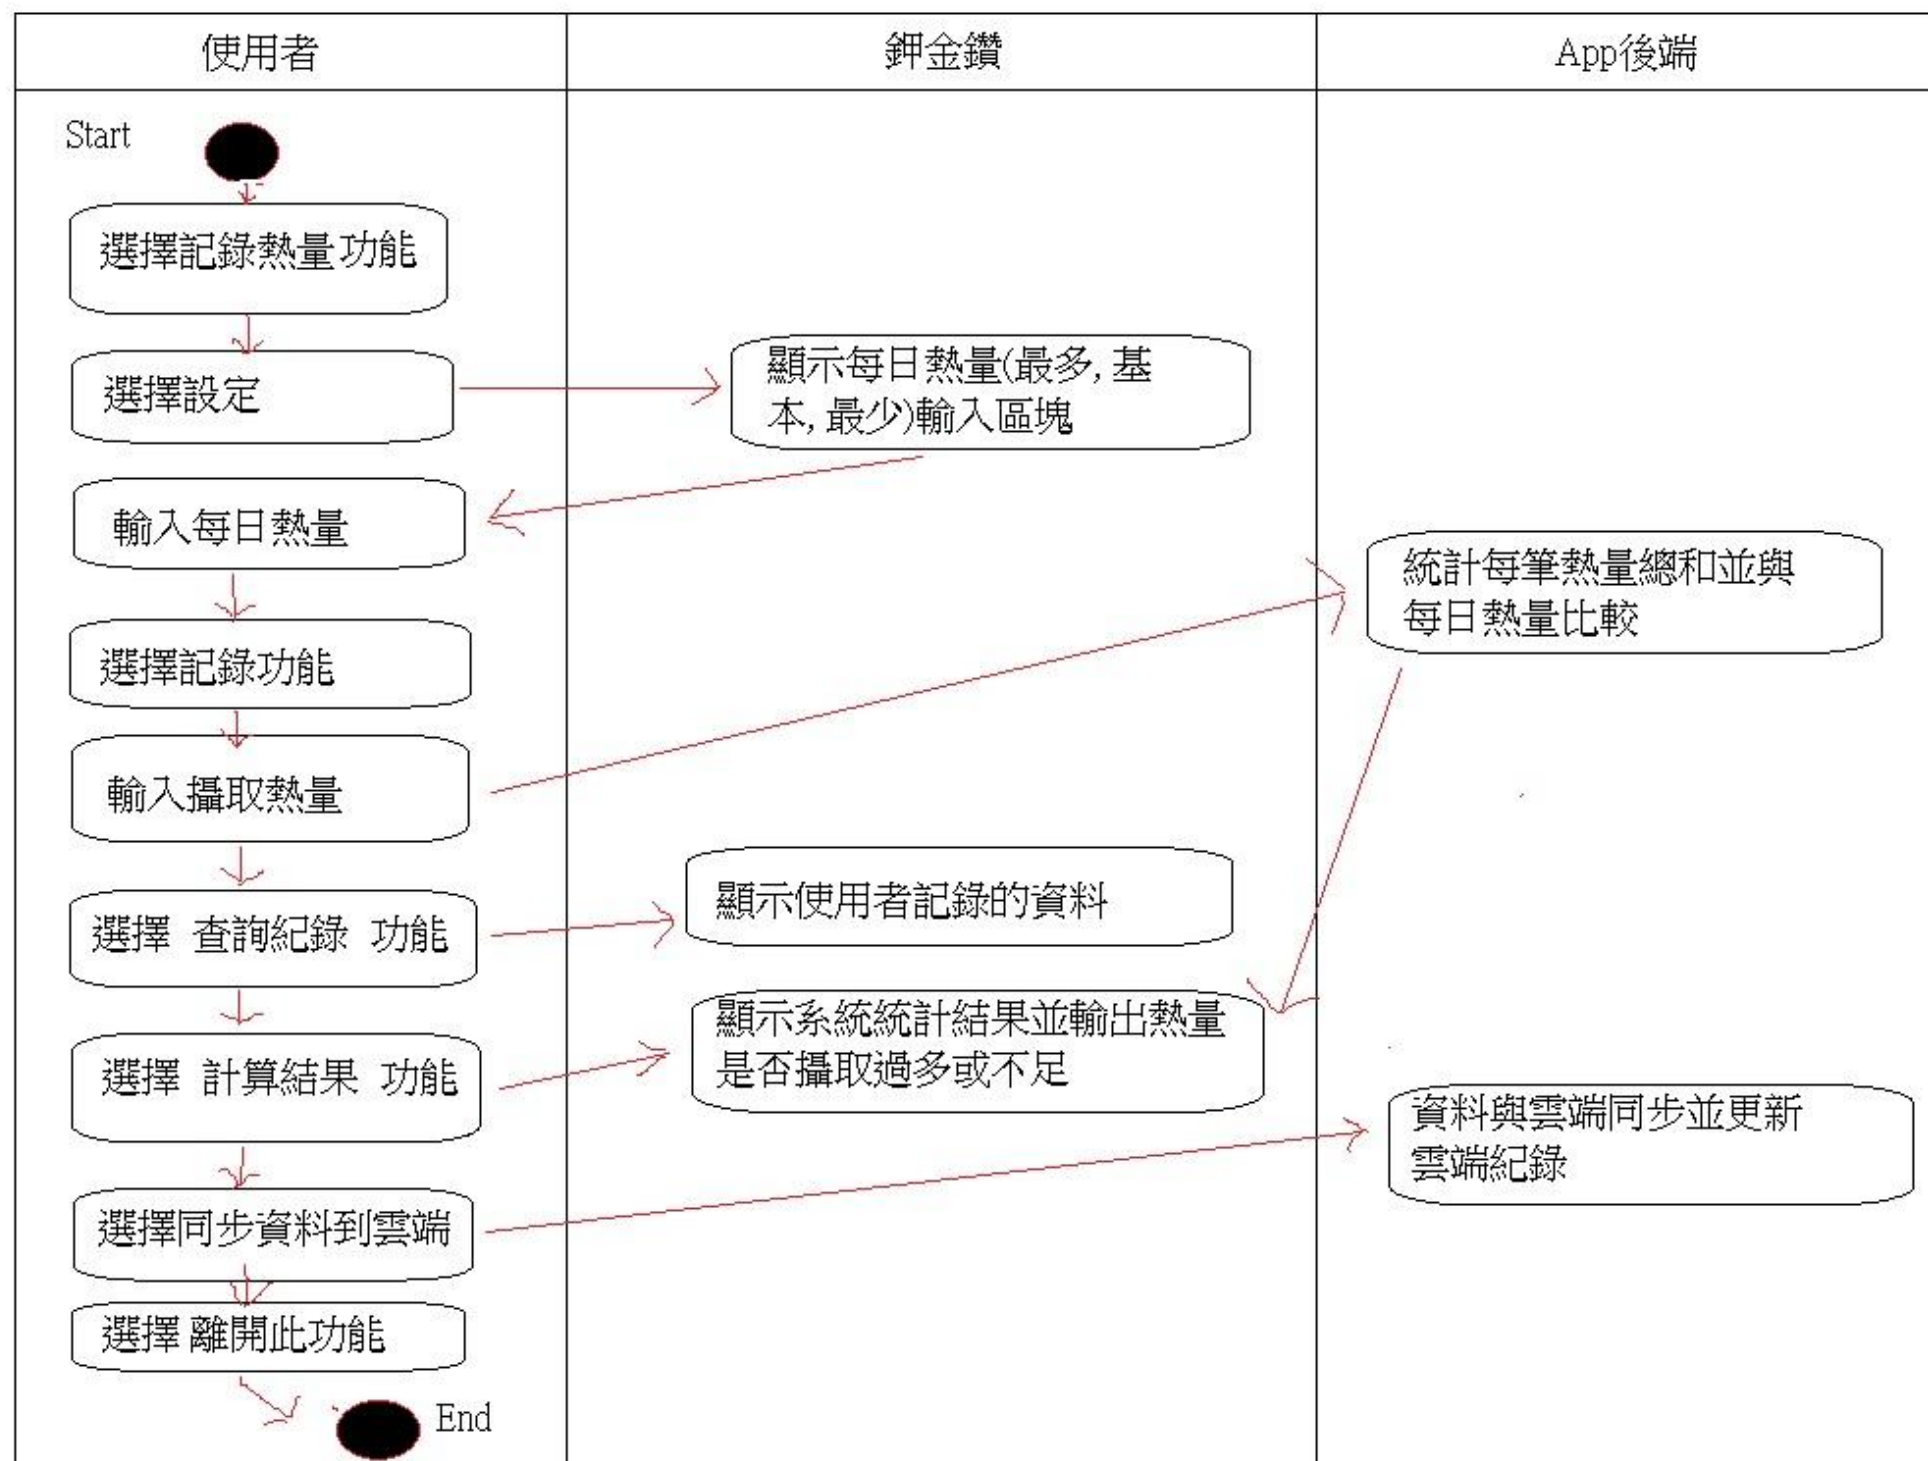 使用者
鉀金鑽
App後端
Start
選擇記錄熱量功能
選擇設定
顯示每日熱量(最多,基
本,最少)輸入區塊
輸入每日熱量
統計每筆熱量總和並與
每日熱量比較
選擇記錄功能
輸入攝取熱量
選擇 查詢紀錄 功能
顯示使用者記錄的資料
選擇 計算結果 功能
顯示系統統計結果並輸出熱量
是否攝取過多或不足
資料與雲端同步並更新
雲端紀錄
選擇同步資料到雲端
選擇 離開此功能
End